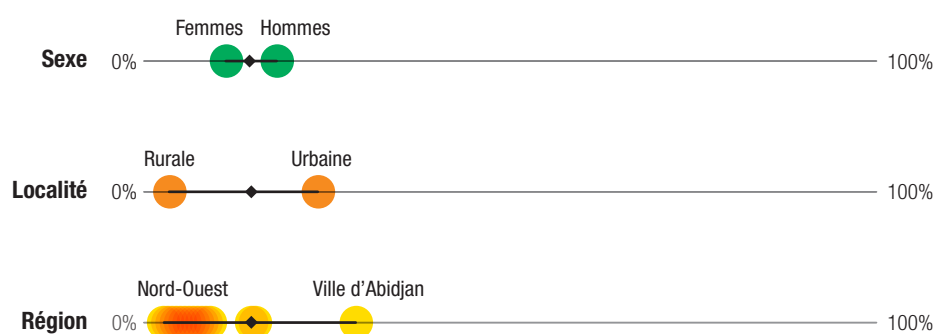 Femmes Hommes
Sexe 0% 100%
Rurale Urbaine
Localité 0% 100%
Nord-Ouest Ville d'Abidjan
Région 0% 100%